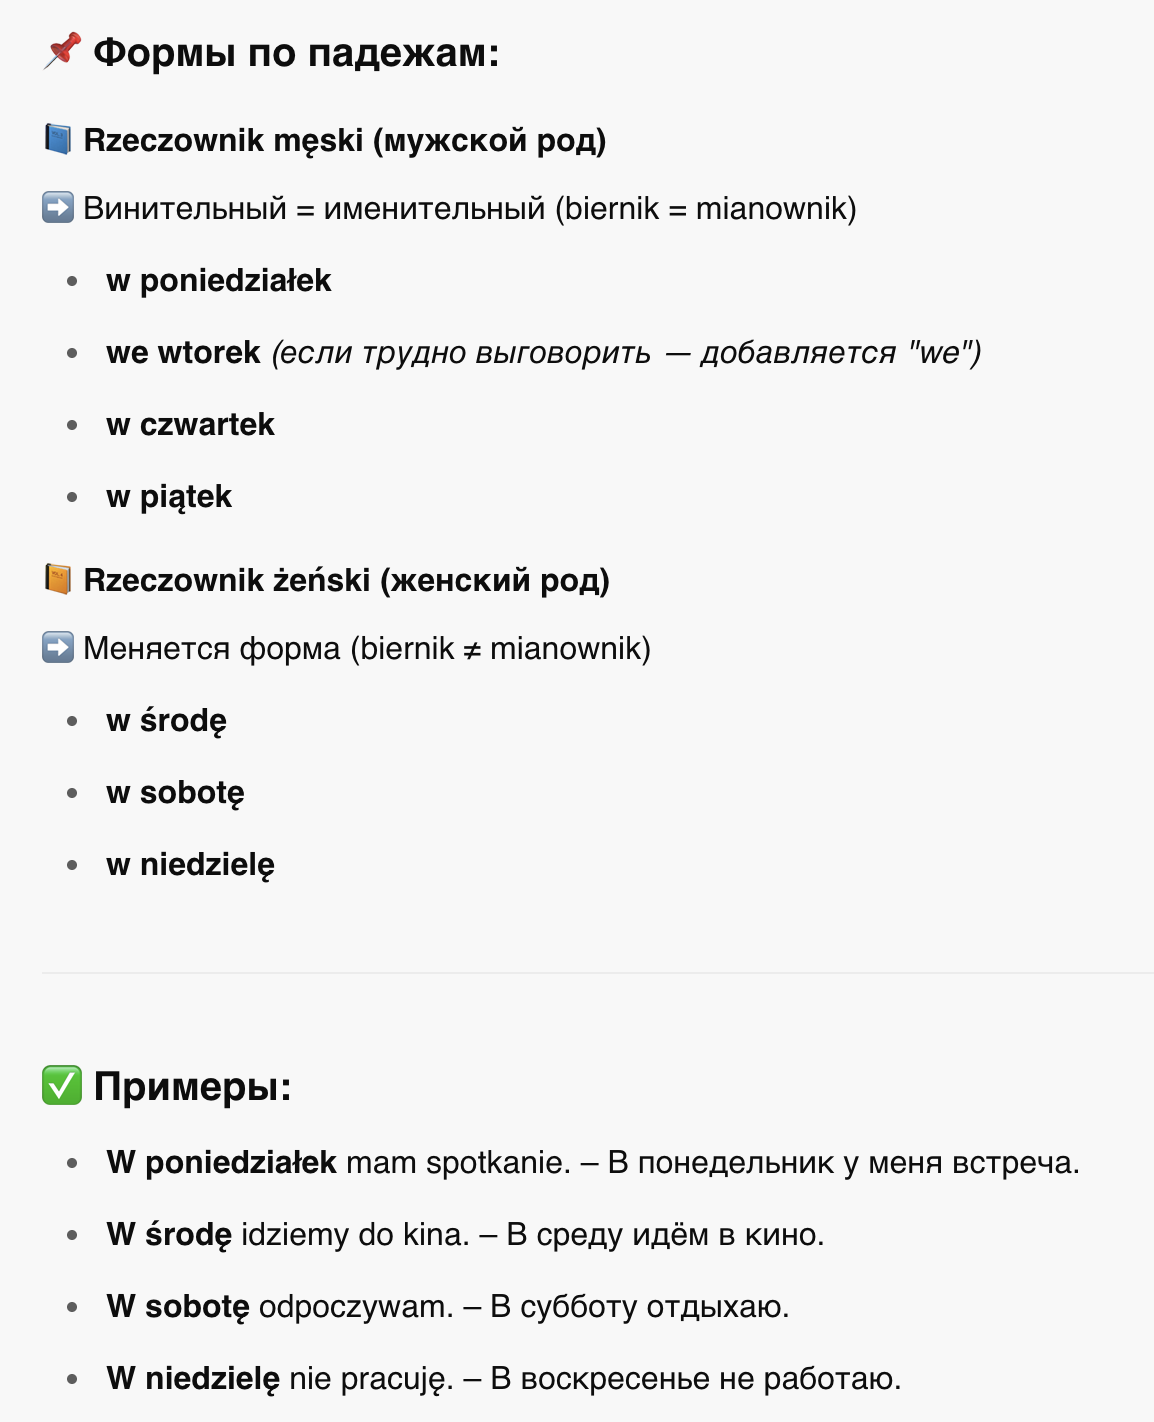 Формы по падежам:
Rzeczownik męski (мужской род)
Винительный = именительный (biernik = mianownik)
w poniedziałek
we wtorek (если трудно выговорить — добавляется "we")
w czwartek
w piątek
Rzeczownik żeński (женский род)
Меняется форма (biernik ≠ mianownik)
w środę
w sobotę
w niedzielę
Примеры:
W poniedziałek mam spotkanie. – В понедельник у меня встреча.
W środę idziemy do kina. – В среду идём в кино.
W sobotę odpoczywam. – В субботу отдыхаю.
W niedzielę nie pracuję. – В воскресенье не работаю.